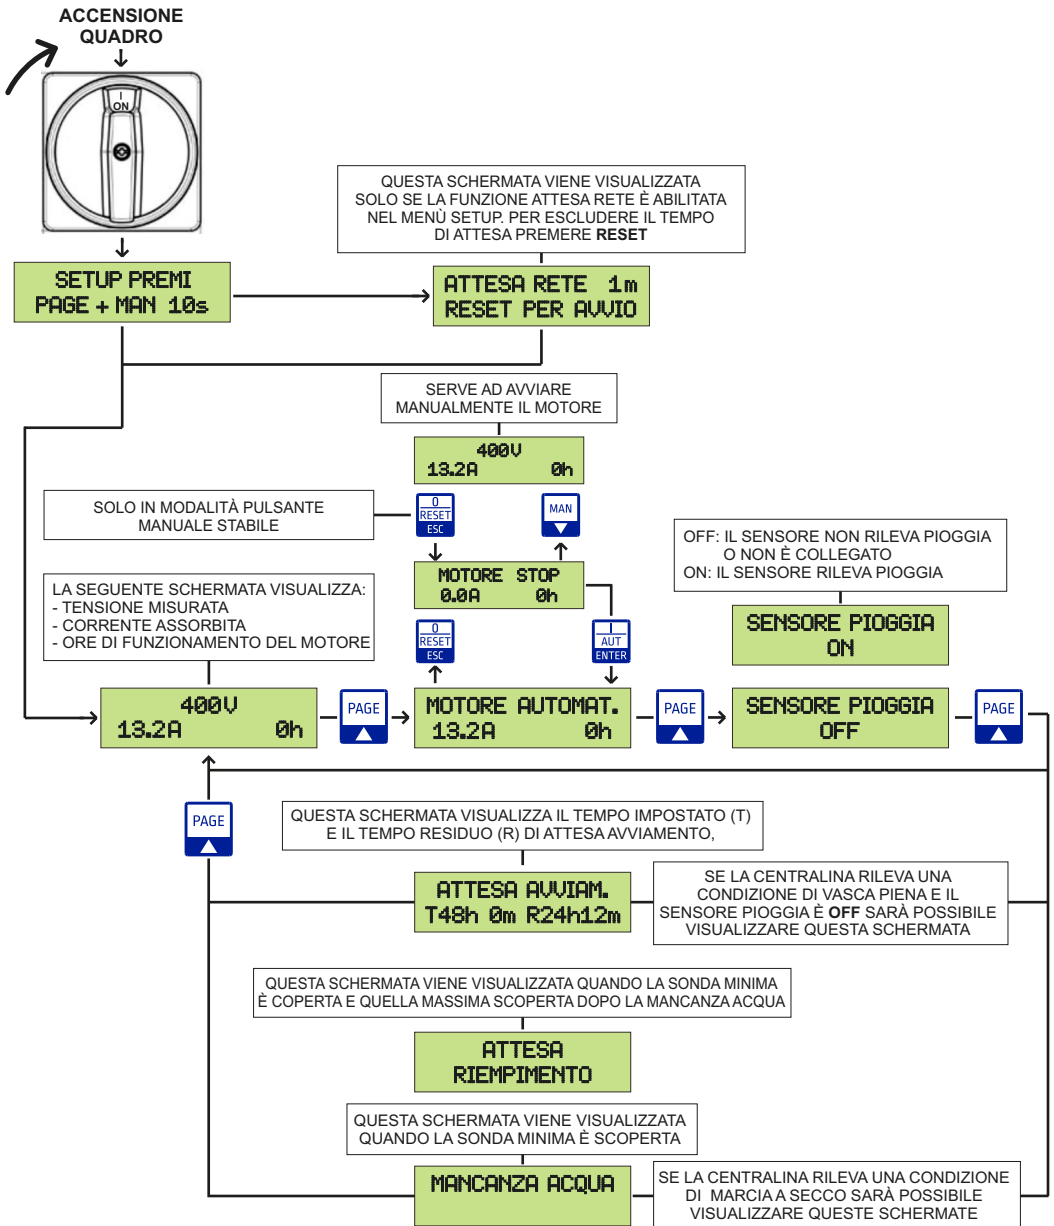 ACCENSIONE
QUADRO
I
ON
QUESTA SCHERMATA VIENE VISUALIZZATA
SOLO SE LA FUNZIONE ATTESA RETE È ABILITATA
NEL MENÙ SETUP. PER ESCLUDERE IL TEMPO
DI ATTESA PREMERE RESET
SETUP PREMI
PAGE + MAN 10s
ATTESA RETE 1m
RESET PER AVVIO
SERVE AD AVVIARE
MANUALMENTE IL MOTORE
400V
13.2A 0h
SOLO IN MODALITÀ PULSANTE
MANUALE STABILE
0
RESET
ESC
MAN
OFF: IL SENSORE NON RILEVA PIOGGIA
O NON È COLLEGATO
ON: IL SENSORE RILEVA PIOGGIA
MOTORE STOP
0.0A 0h
LA SEGUENTE SCHERMATA VISUALIZZA:
- TENSIONE MISURATA
- CORRENTE ASSORBITA
- ORE DI FUNZIONAMENTO DEL MOTORE
0
RESET
ESC
I
AUT
ENTER
SENSORE PIOGGIA
ON
400V
13.2A 0h
PAGE
MOTORE AUTOMAT.
13.2A 0h
PAGE
SENSORE PIOGGIA
OFF
PAGE
PAGE
QUESTA SCHERMATA VISUALIZZA IL TEMPO IMPOSTATO (T)
E IL TEMPO RESIDUO (R) DI ATTESA AVVIAMENTO,
ATTESA AVVIAM.
T48h 0m R24h12m
SE LA CENTRALINA RILEVA UNA
CONDIZIONE DI VASCA PIENA E IL
SENSORE PIOGGIA È OFF SARÀ POSSIBILE
VISUALIZZARE QUESTA SCHERMATA
QUESTA SCHERMATA VIENE VISUALIZZATA QUANDO LA SONDA MINIMA
È COPERTA E QUELLA MASSIMA SCOPERTA DOPO LA MANCANZA ACQUA
ATTESA
RIEMPIMENTO
QUESTA SCHERMATA VIENE VISUALIZZATA
QUANDO LA SONDA MINIMA È SCOPERTA
MANCANZA ACQUA
SE LA CENTRALINA RILEVA UNA CONDIZIONE
DI MARCIA A SECCO SARÀ POSSIBILE
VISUALIZZARE QUESTE SCHERMATE